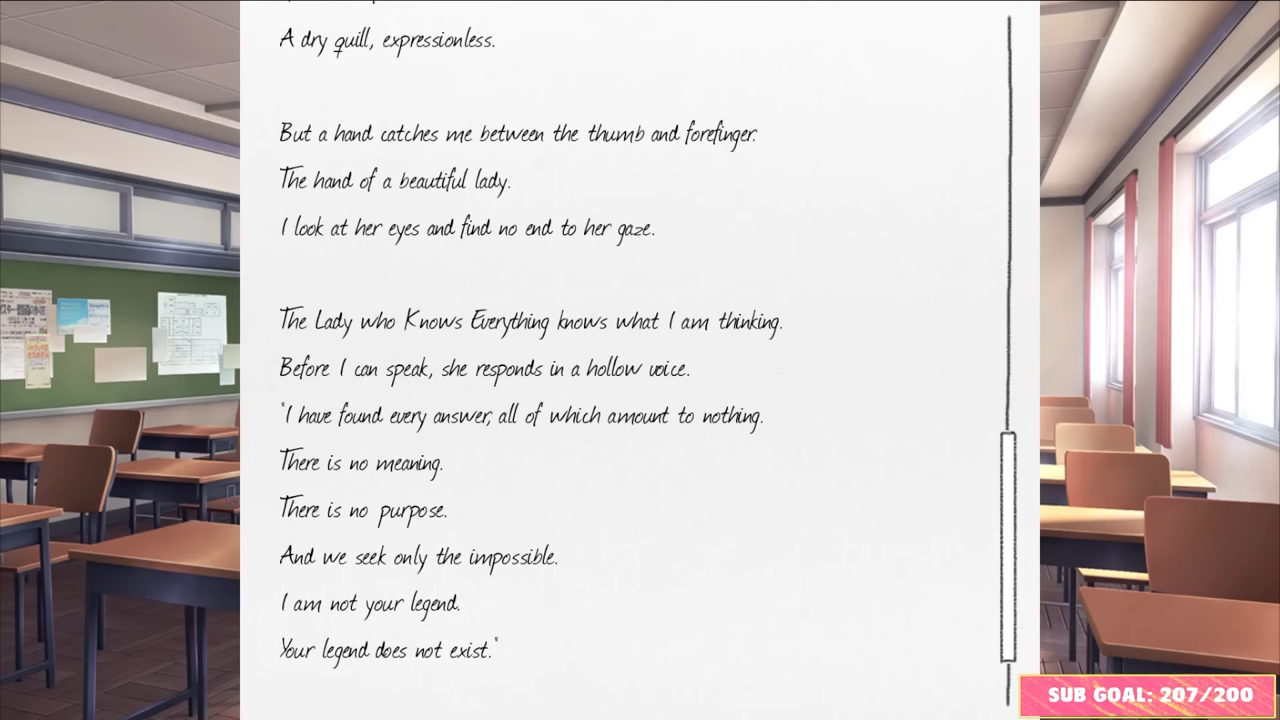 A dry quill, expressionless.
But a hand catches me between the thumb and forefinger.
The hand of a beautiful lady.
I look at her eyes and find no end to her gaze.
The Lady who Knows Everything knows what I am thinking.
Before I can speak, she responds in a hollow voice.
"I have found every answer, all of which amount to nothing.
There is no meaning.
There is no purpose.
And we seek only the impossible.
I am not your legend.
Your legend does not exist."
SUB GOAL: 207/200